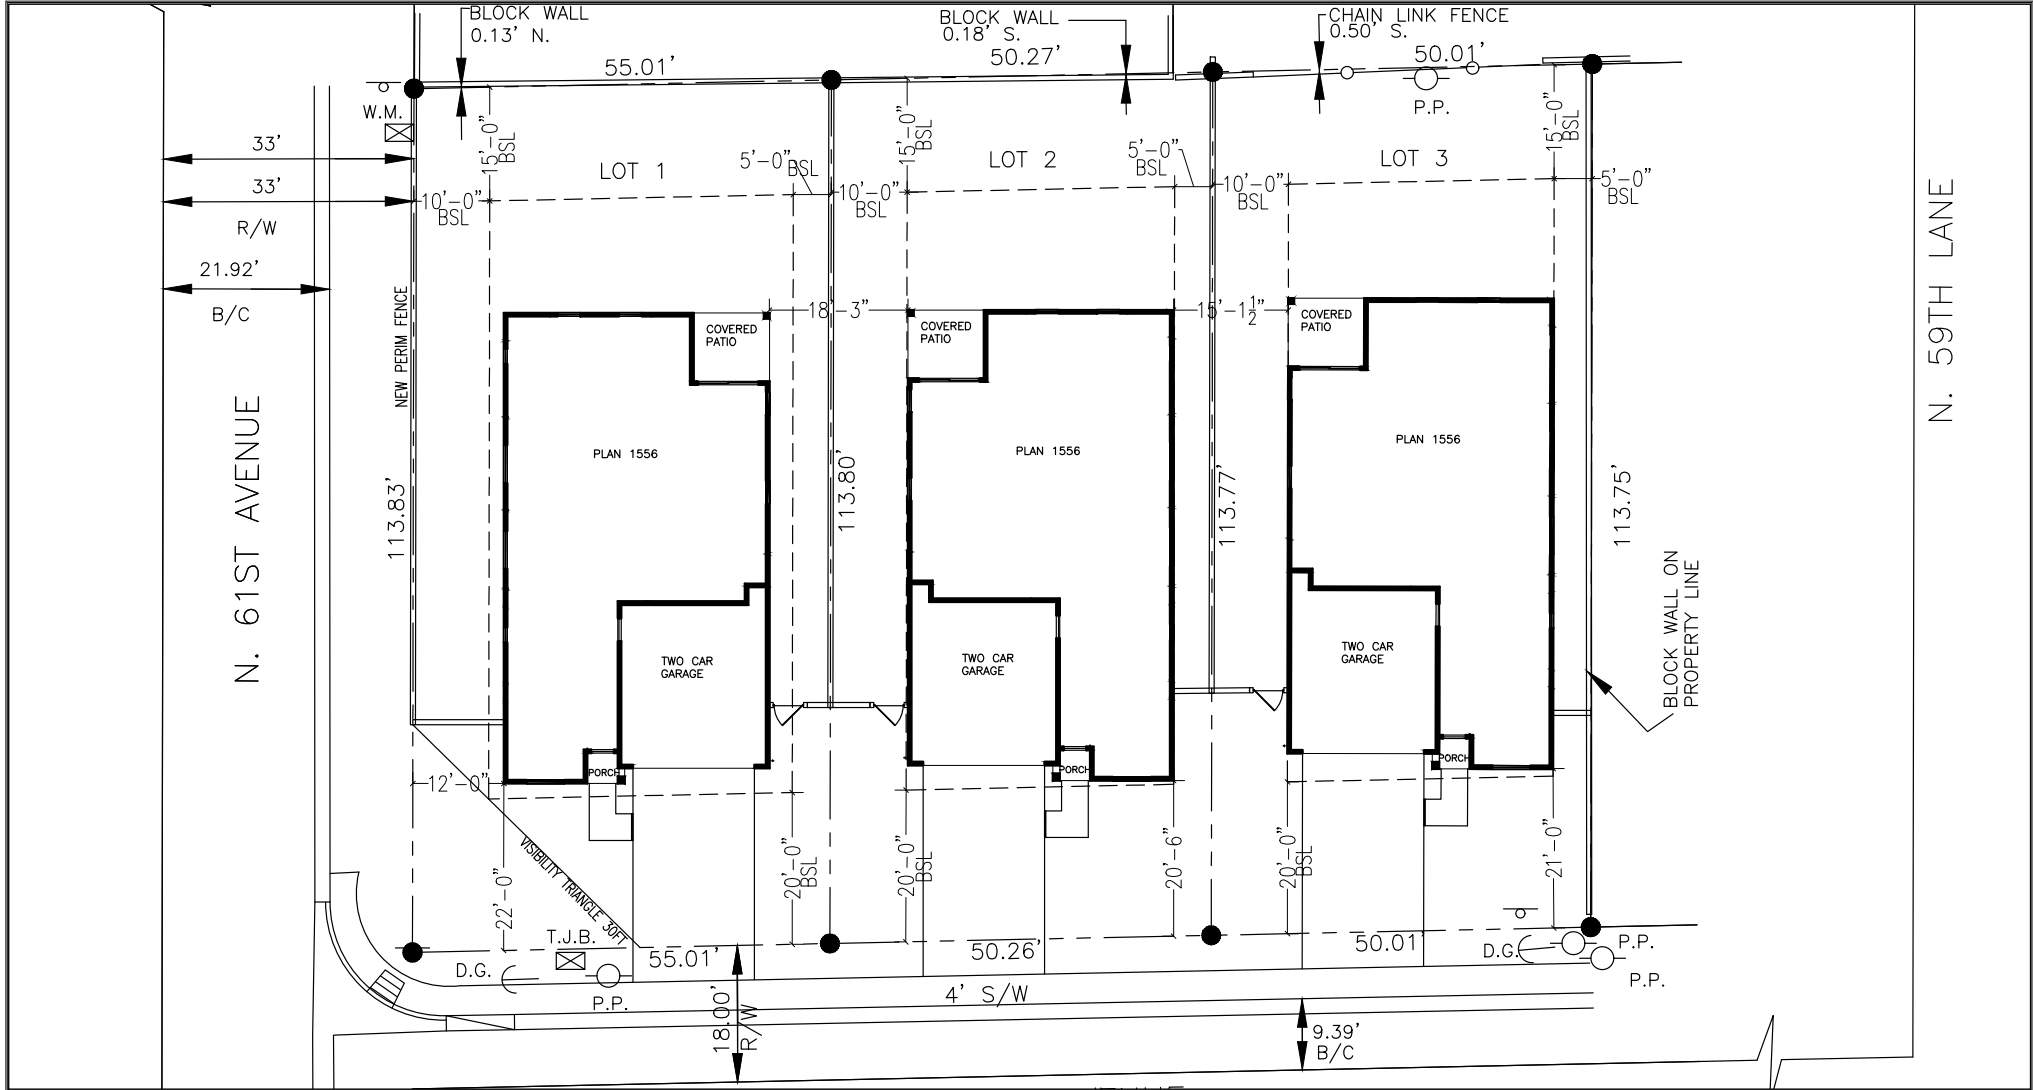 BLOCK WALL
0.13' N.
BLOCK WALL
0.18' S.
CHAIN LINK FENCE
0.50' S.
55.01'
50.27'
50.01'
W.M.
P.P.
33'
33'
R/W
21.92'
B/C
15'-0"
BSL
15'-0"
BSL
15'-0"
BSL
LOT 1
LOT 2
LOT 3
10'-0"
BSL
5'-0"
BSL
10'-0"
BSL
5'-0"
BSL
10'-0"
BSL
5'-0"
BSL
NEW PERIM FENCE
18'-3"
15'-1 1/2"
COVERED
PATIO
COVERED
PATIO
COVERED
PATIO
PLAN 1556
PLAN 1556
PLAN 1556
N. 61ST AVENUE
N. 59TH LANE
113.83'
113.80'
113.77'
113.75'
BLOCK WALL ON
PROPERTY LINE
TWO CAR
GARAGE
TWO CAR
GARAGE
TWO CAR
GARAGE
PORCH
PORCH
PORCH
12'-0"
VISIBILITY TRIANGLE 30FT
22'-0"
20'-0"
BSL
20'-0"
BSL
20'-6"
20'-0"
BSL
21'-0"
T.J.B.
D.G.
P.P.
55.01'
50.26'
50.01
D.G.
P.P.
P.P.
4' S/W
18.00'
R/W
9.39'
B/C